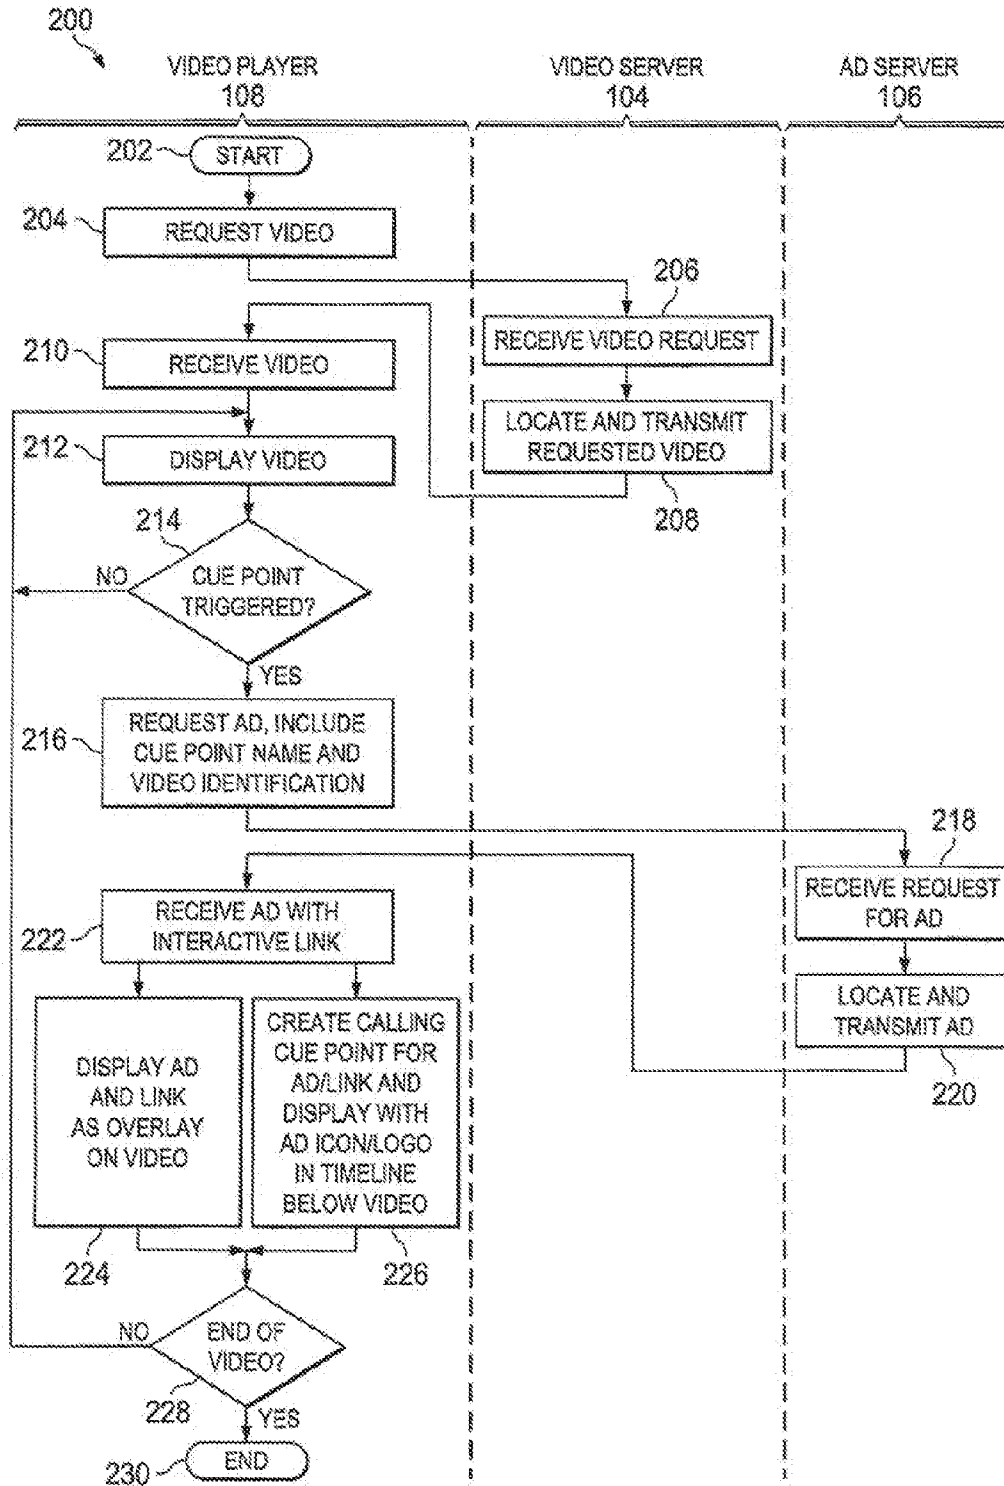 200
VIDEO PLAYER
108
VIDEO SERVER
104
AD SERVER
106
202
START
204
REQUEST VIDEO
206
RECEIVE VIDEO REQUEST
210
RECEIVE VIDEO
LOCATE AND TRANSMIT
REQUESTED VIDEO
208
212
DISPLAY VIDEO
214
NO
CUE POINT
TRIGGERED?
YES
216
REQUEST AD, INCLUDE
CUE POINT NAME AND
VIDEO IDENTIFICATION
218
RECEIVE REQUEST
FOR AD
222
RECEIVE AD WITH
INTERACTIVE LINK
LOCATE AND
TRANSMIT AD
220
DISPLAY AD
AND LINK
AS OVERLAY
ON VIDEO
224
CREATE CALLING
CUE POINT FOR
AD/LINK AND
DISPLAY WITH
AD ICON/LOGO
IN TIMELINE
BELOW VIDEO
226
NO
END OF
VIDEO?
228
YES
END
230